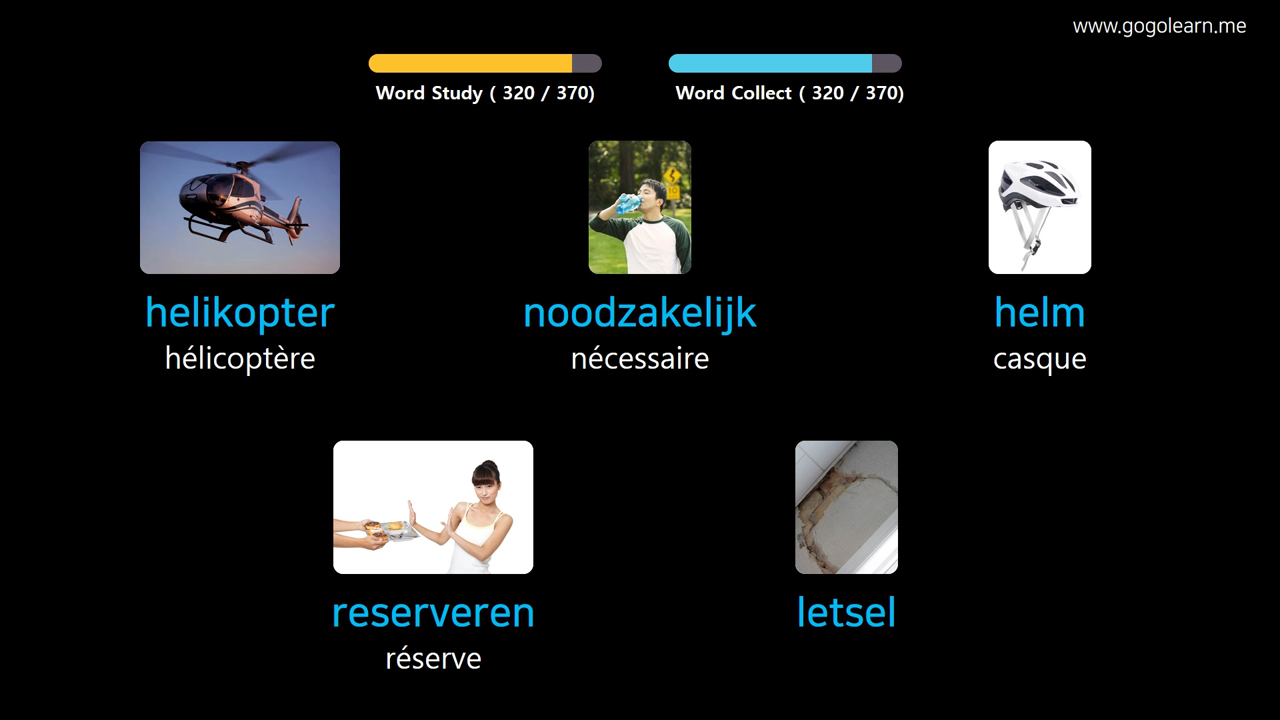 www.gogolearn.me
Word Study ( 320 / 370)
Word Collect ( 320 / 370)
helikopter
hélicoptère
noodzakelijk
nécessaire
helm
casque
reserveren
réserve
letsel